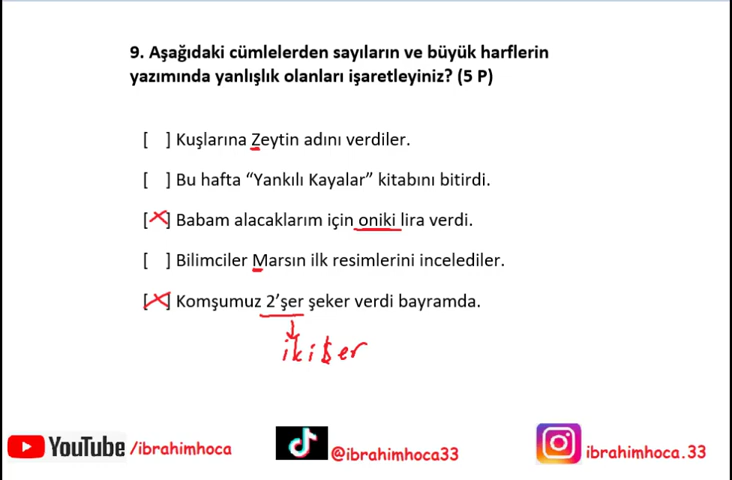 9. Aşağıdaki cümlelerden sayıların ve büyük harflerin
yazımında yanlışlık olanları işaretleyiniz? (5 P)
[ ] Kuşlarına Zeytin adını verdiler.
[ ] Bu hafta “Yankılı Kayalar” kitabını bitirdi.
[X] Babam alacaklarım için oniki lira verdi.
[ ] Bilimciler Marsın ilk resimlerini incelediler.
[X] Komşumuz 2’şer şeker verdi bayramda.
ikişer
YouTube /ibrahimhoca
@ibrahimhoca33
ibrahimhoca.33